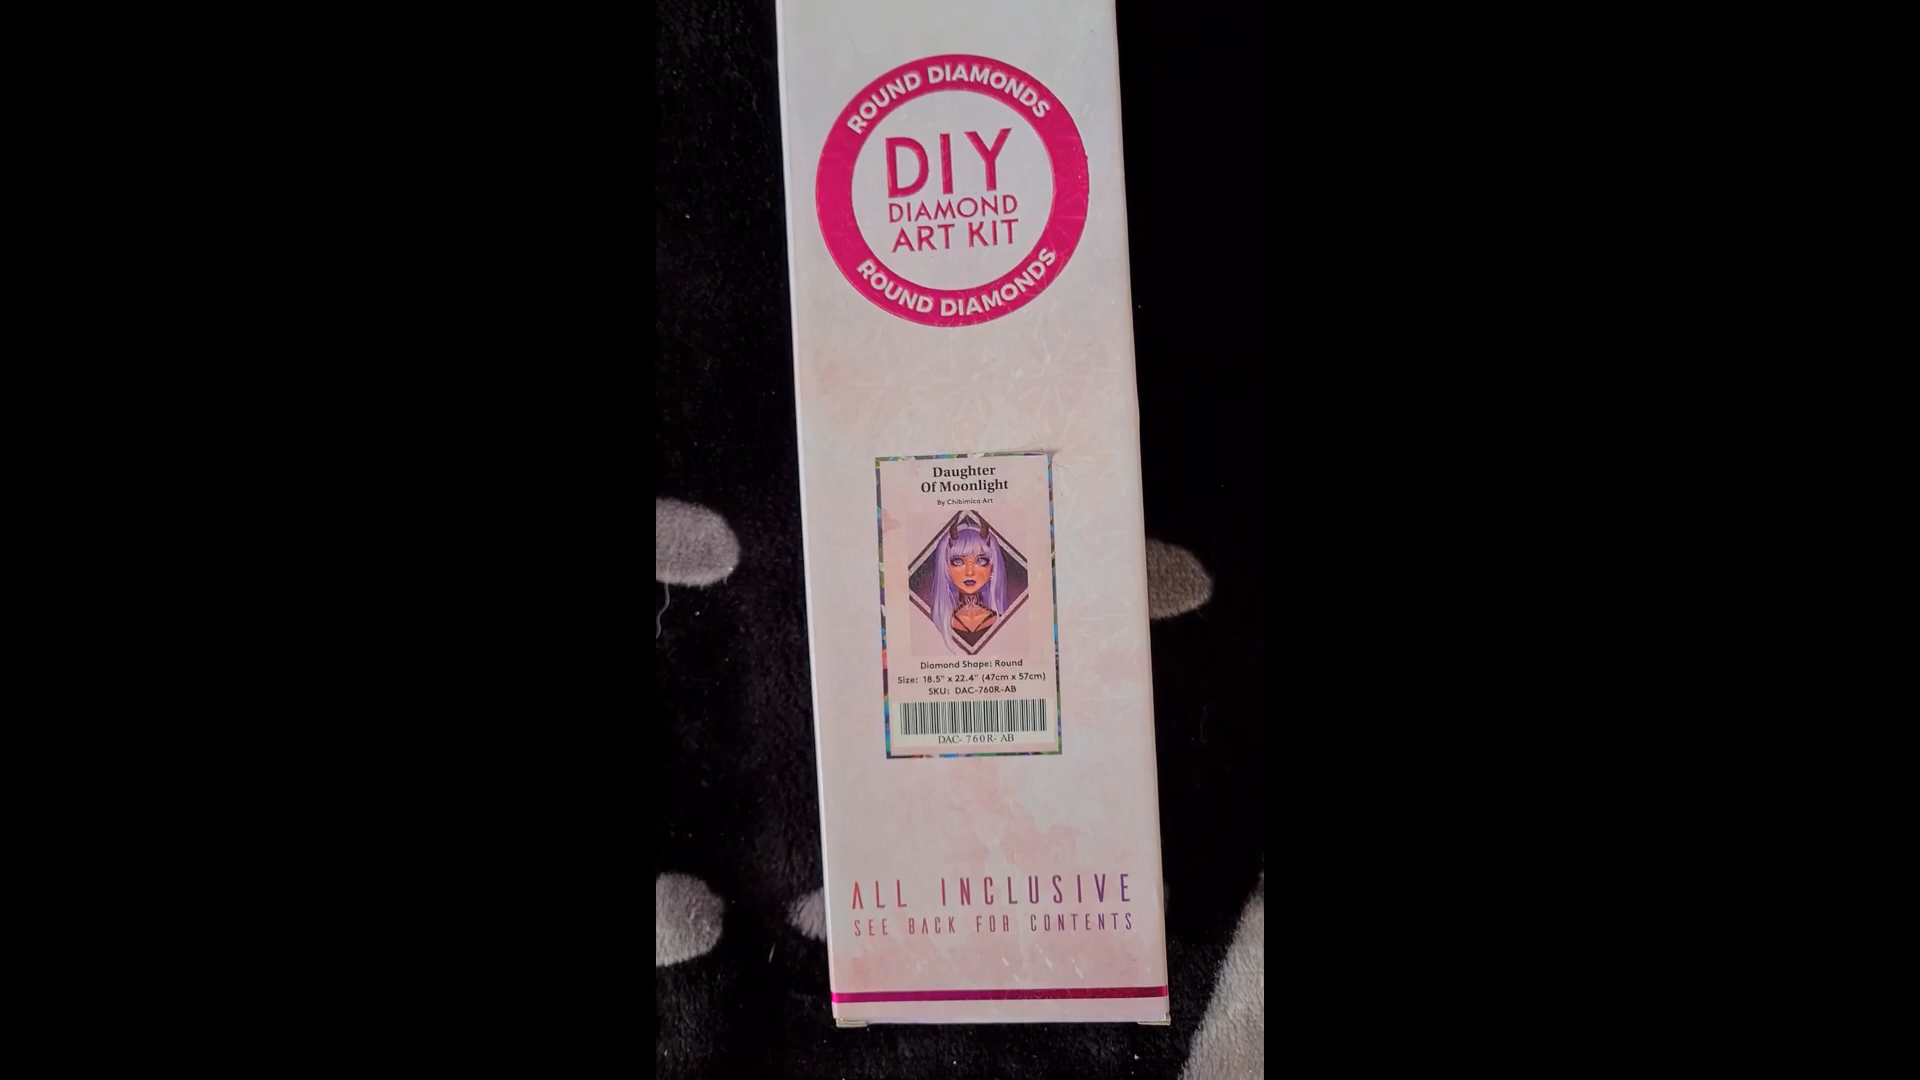 ROUND DIAMONDS
DIY
DIAMOND
ART KIT
ROUND DIAMONDS
Daughter
Of Moonlight
By Chibimica Art
Diamond Shape: Round
Size: 18.5" x 22.4" (47cm x 57cm)
SKU: DAC-760R-AB
DAC- 760R- AB
ALL INCLUSIVE
SEE BACK FOR CONTENTS